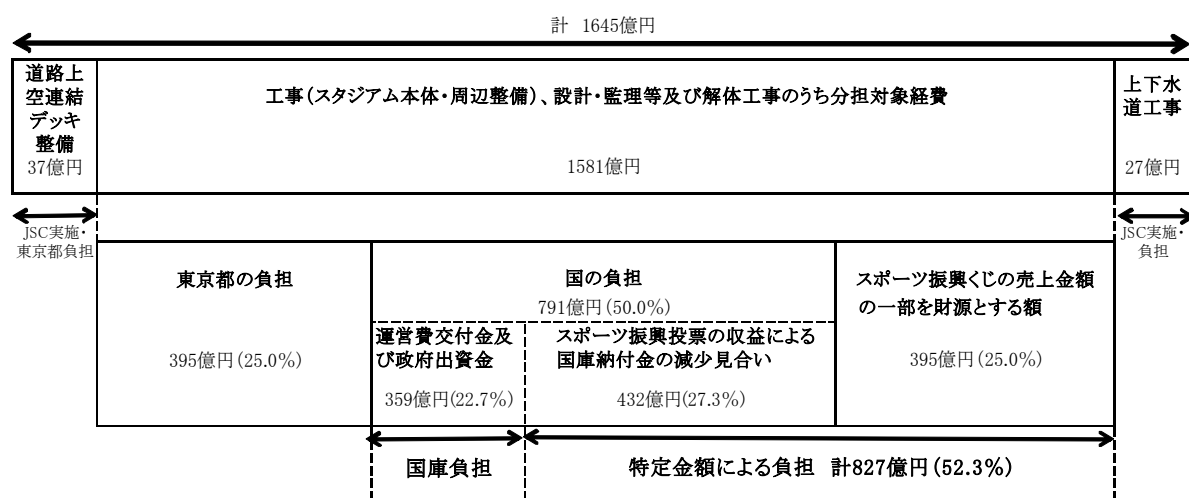 計 1645億円
道路上
空連結
デッキ
整備
37億円
工事（スタジアム本体・周辺整備）、設計・監理等及び解体工事のうち分担対象経費
1581億円
上下水
道工事
27億円
JSC実施・
東京都負担
JSC実施・
負担
東京都の負担
395億円（25.0％）
国の負担
791億円（50.0％）
運営費交付金及
び政府出資金
359億円(22.7％)
スポーツ振興投票の収益による
国庫納付金の減少見合い
432億円(27.3％)
スポーツ振興くじの売上金額
の一部を財源とする額
395億円（25.0％）
国庫負担
特定金額による負担 計827億円（52.3％）